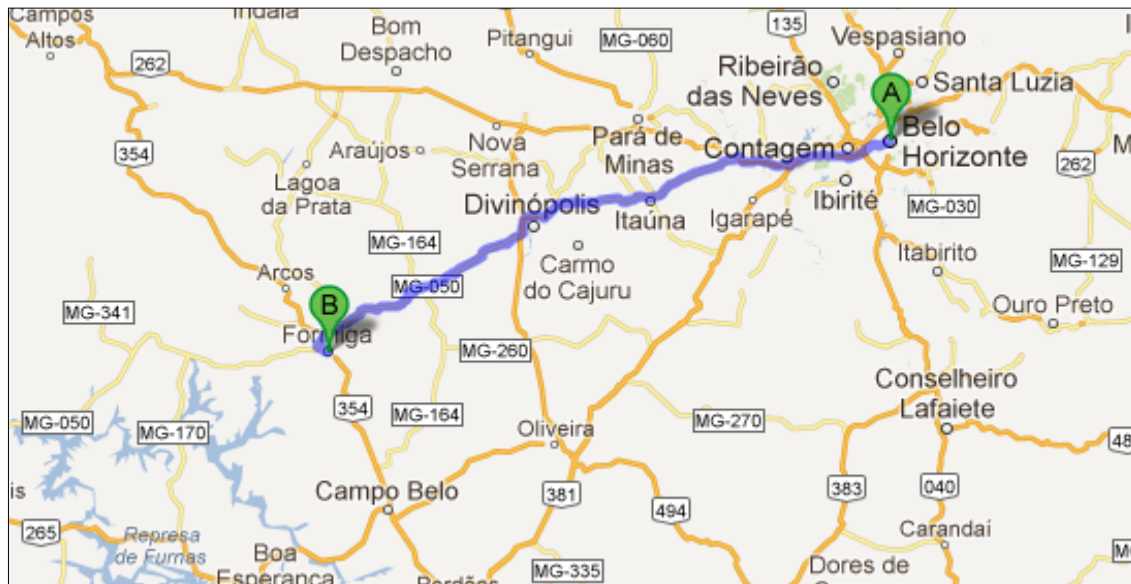 Campos
Altos
Indaiá
Bom
Despacho
Pitangui
MG-060
135
Vespasiano
262
Ribeirão
das Neves
Santa Luzia
A
354
Araújos
Nova
Serrana
Pará de
Minas
Contagem
Belo
Horizonte
262
Lagoa
da Prata
Divinópolis
Itaúna
Igarapé
Ibirité
MG-030
MG-164
Carmo
do Cajuru
Itabirito
MG-129
Arcos
MG-050
B
Ouro Preto
MG-341
Formiga
MG-260
Conselheiro
Lafaiete
MG-050
MG-170
354
MG-164
Oliveira
MG-270
Campo Belo
381
383
040
265
Represa
de Furnas
494
Carandaí
Boa
Esperança
MG-335
Dores de